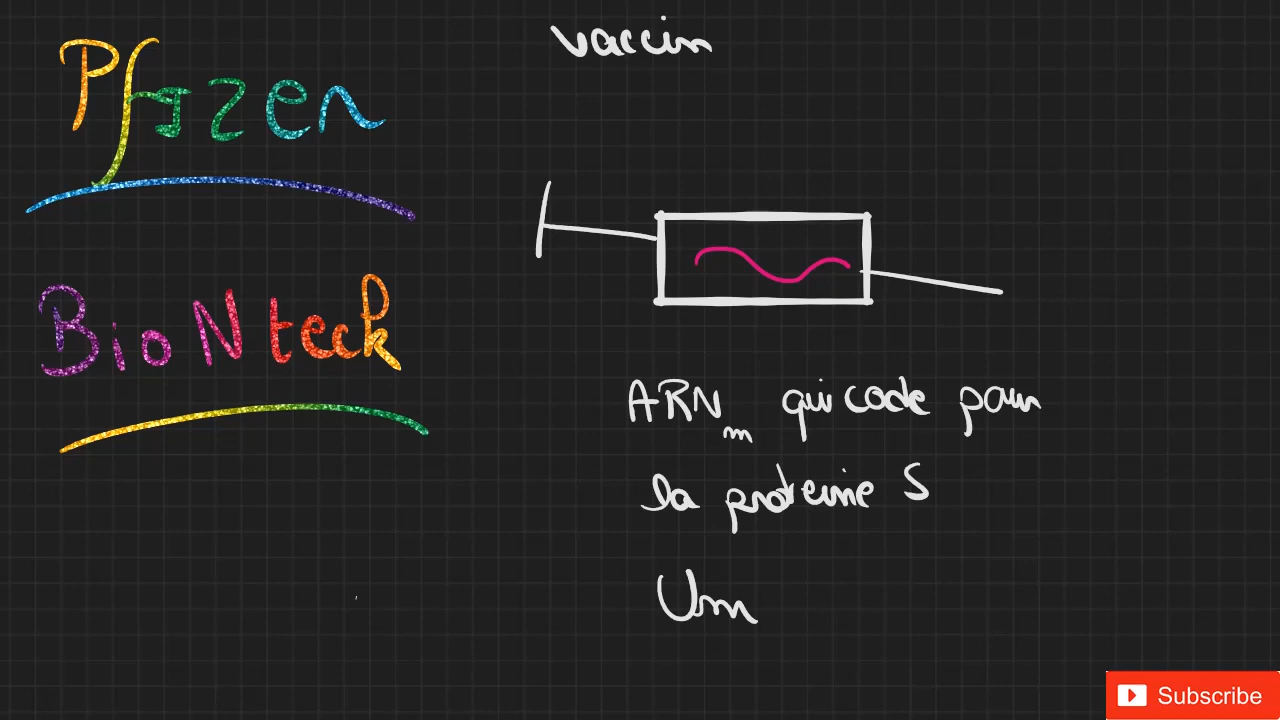 Pfizer
BioNteck
vaccin
ARNm qui code pour
la proteine S
Um
Subscribe